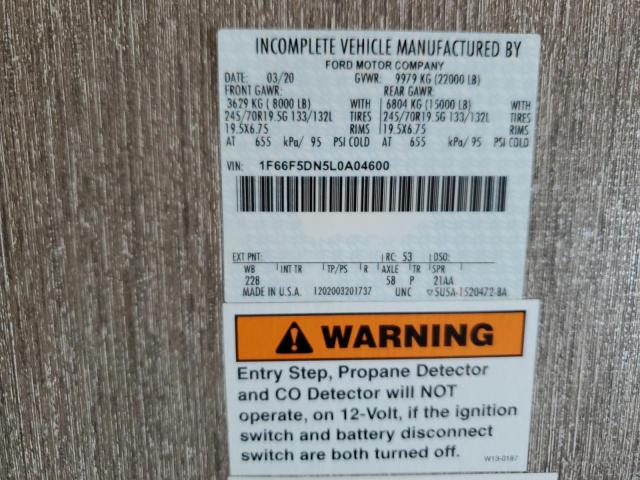 INCOMPLETE VEHICLE MANUFACTURED BY
FORD MOTOR COMPANY
DATE: 03/20 GVWR: 9979 KG (22000 LB)
FRONT GAWR: REAR GAWR:
3629 KG ( 8000 LB) WITH 6804 KG (15000 LB) WITH
245/70R19.5G 133/132L TIRES 245/70R19.5G 133/132L TIRES
19.5X6.75 RIMS 19.5X6.75 RIMS
AT 655 kPa/ 95 PSI COLD AT 655 kPa/ 95 PSI COLD
VIN: 1F66F5DN5L0A04600
EXT PNT: RC: 53 DSO:
WB INT TR TP/PS R AXLE TR SPR
228 58 P 21AA
MADE IN U.S.A. 1202003201737 UNC 5U5A-1520472-BA
WARNING
Entry Step, Propane Detector
and CO Detector will NOT
operate, on 12-Volt, if the ignition
switch and battery disconnect
switch are both turned off.
W13-0187